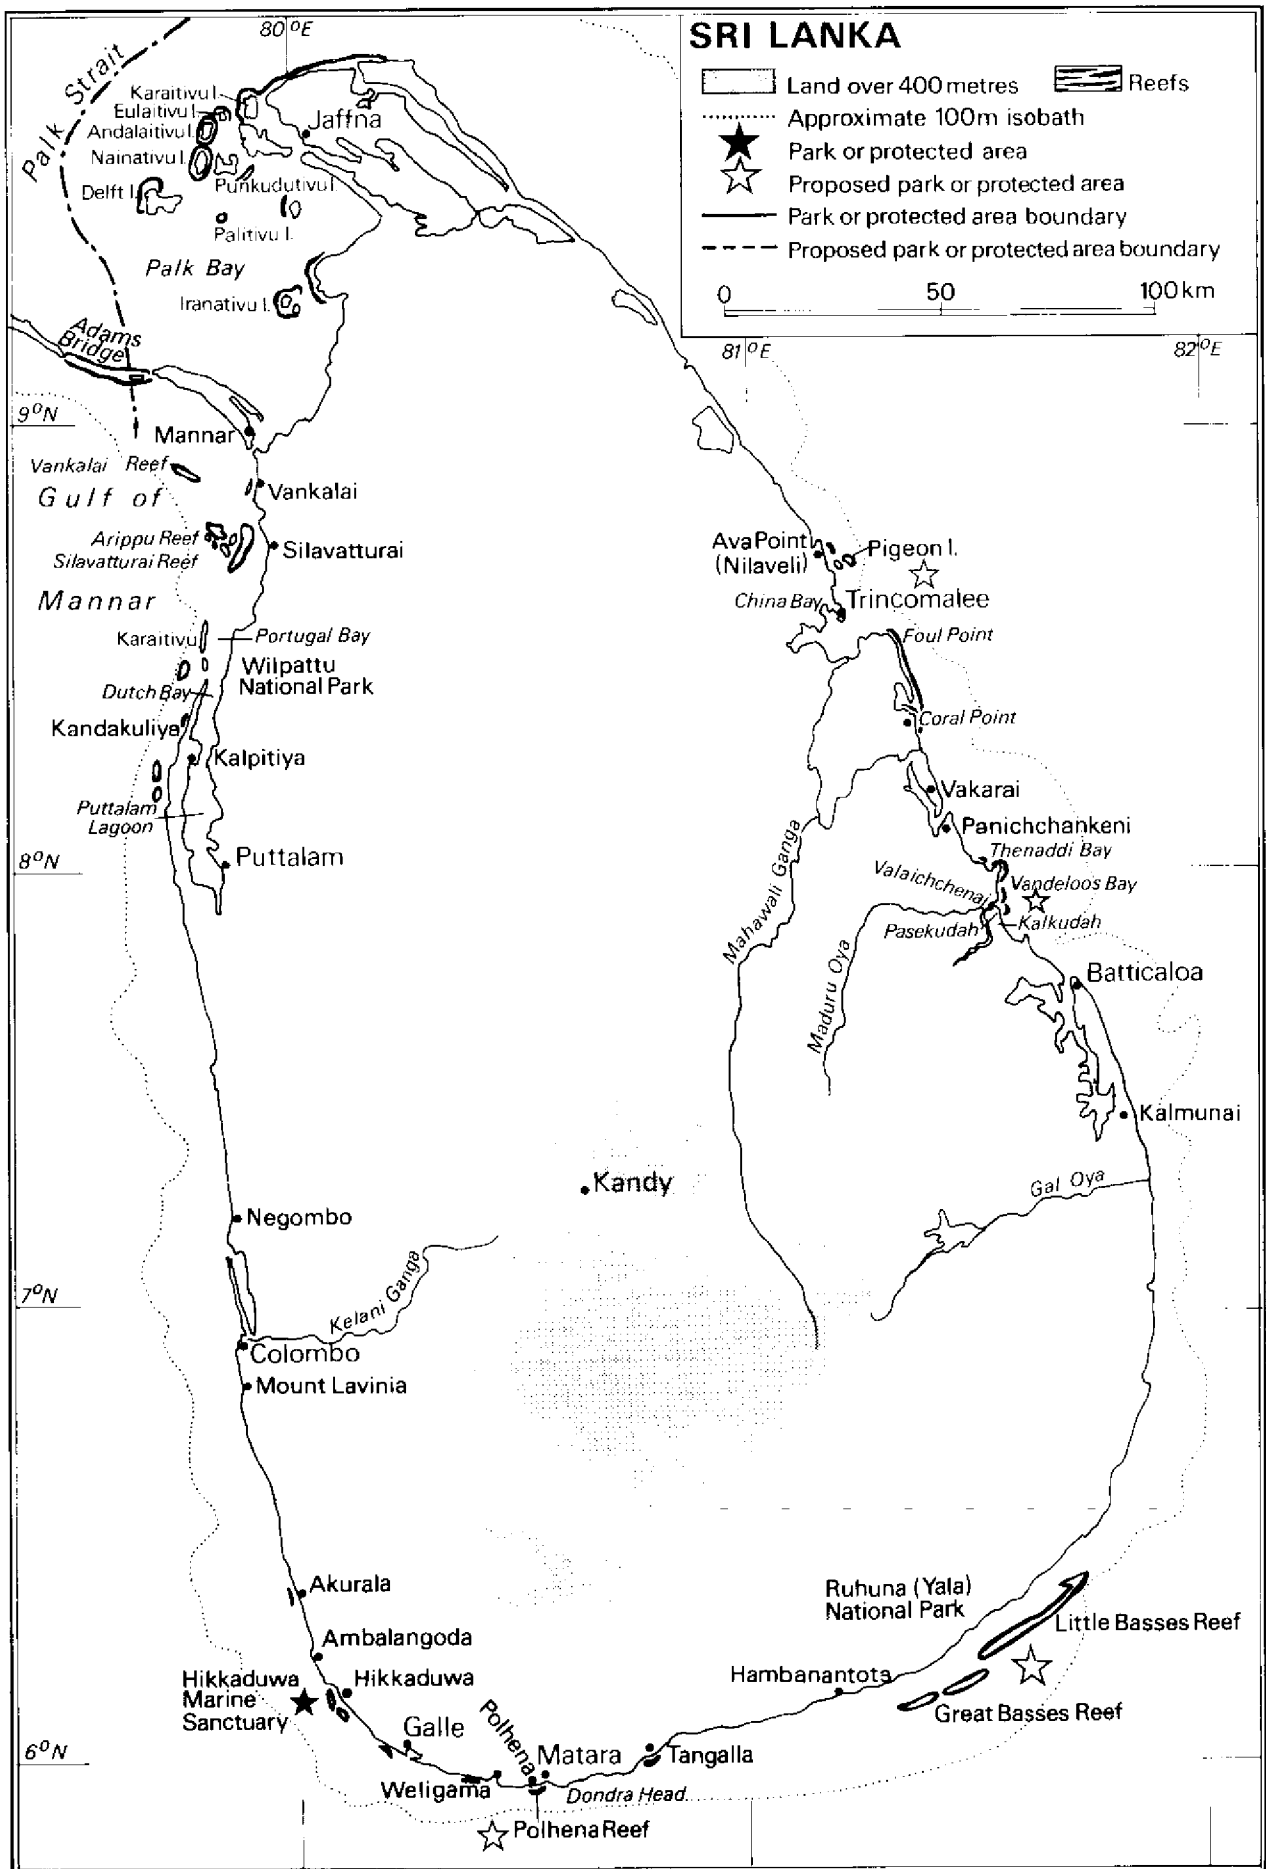 SRI LANKA
Land over 400 metres
Reefs
Approximate 100m isobath
Park or protected area
Proposed park or protected area
Park or protected area boundary
Proposed park or protected area boundary
0 50 100 km
80°E
81°E
82°E
Palk Strait
Karaitivu I.
Eulaitivu I.
Andalaitivu I.
Jaffna
Nainativu I.
Punkudutivu I.
Delft I.
Palitivu I.
Palk Bay
Iranativu I.
Adams
Bridge
9°N
Mannar
Vankalai Reef
Gulf of
Vankalai
Arippu Reef
Silavatturai Reef
Silavatturai
Mannar
Ava Point
(Nilaveli)
Pigeon I.
China Bay
Trincomalee
Karaitivu
Portugal Bay
Foul Point
Wilpattu
National Park
Dutch Bay
Kandakuliya
Coral Point
Kalpitiya
Vakarai
Puttalam
Lagoon
Panichchankeni
Thenaddi Bay
8°N
Puttalam
Mahawali Ganga
Valaichchenai
Vandeloos Bay
Pasekudah
Kalkudah
Maduru Oya
Batticaloa
Kalmunai
Kandy
Gal Oya
Negombo
Kelani Ganga
7°N
Colombo
Mount Lavinia
Akurala
Ruhuna (Yala)
National Park
Little Basses Reef
Ambalangoda
Hikkaduwa
Marine
Sanctuary
Hikkaduwa
Hambanantota
Great Basses Reef
Galle
Polhena
6°N
Matara
Tangalla
Weligama
Dondra Head
Polhena Reef